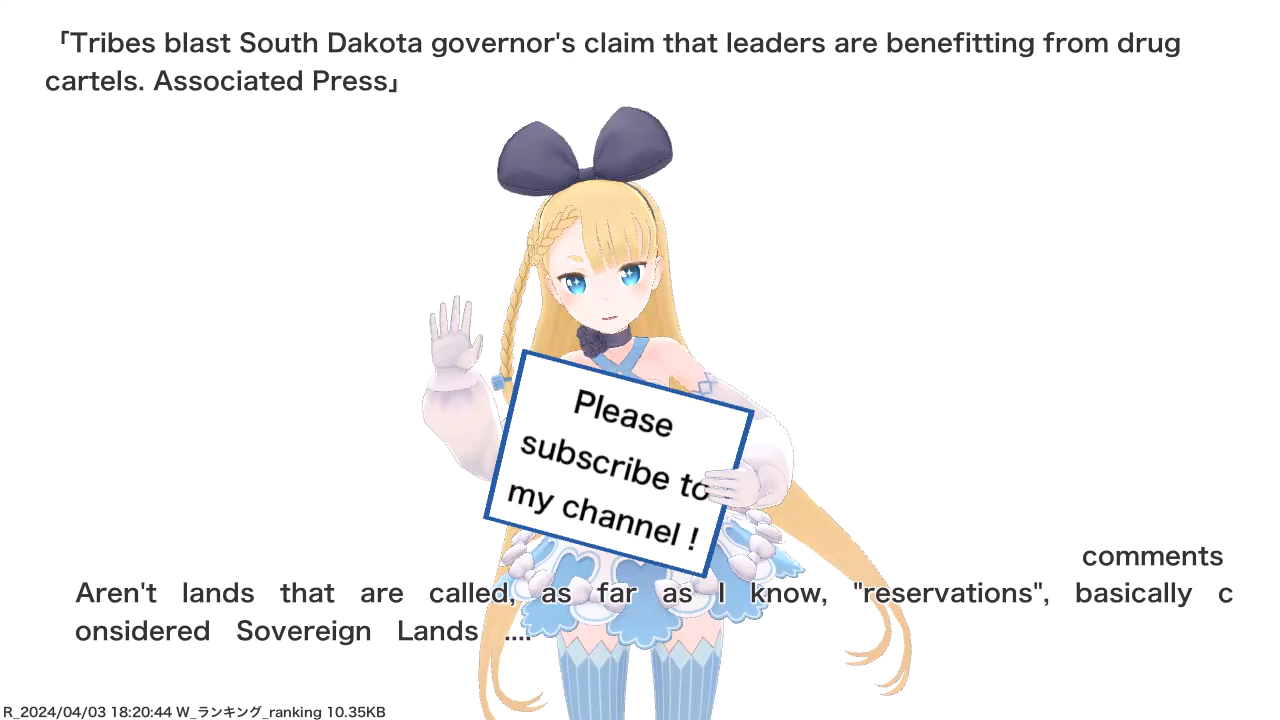 「Tribes blast South Dakota governor's claim that leaders are benefitting from drug
cartels. Associated Press」
Please
subscribe to
my channel !
comments
Aren't lands that are called, as far as I know, "reservations", basically c
onsidered Sovereign Lands ....
R_2024/04/03 18:20:44 W_ランキング_ranking 10.35KB